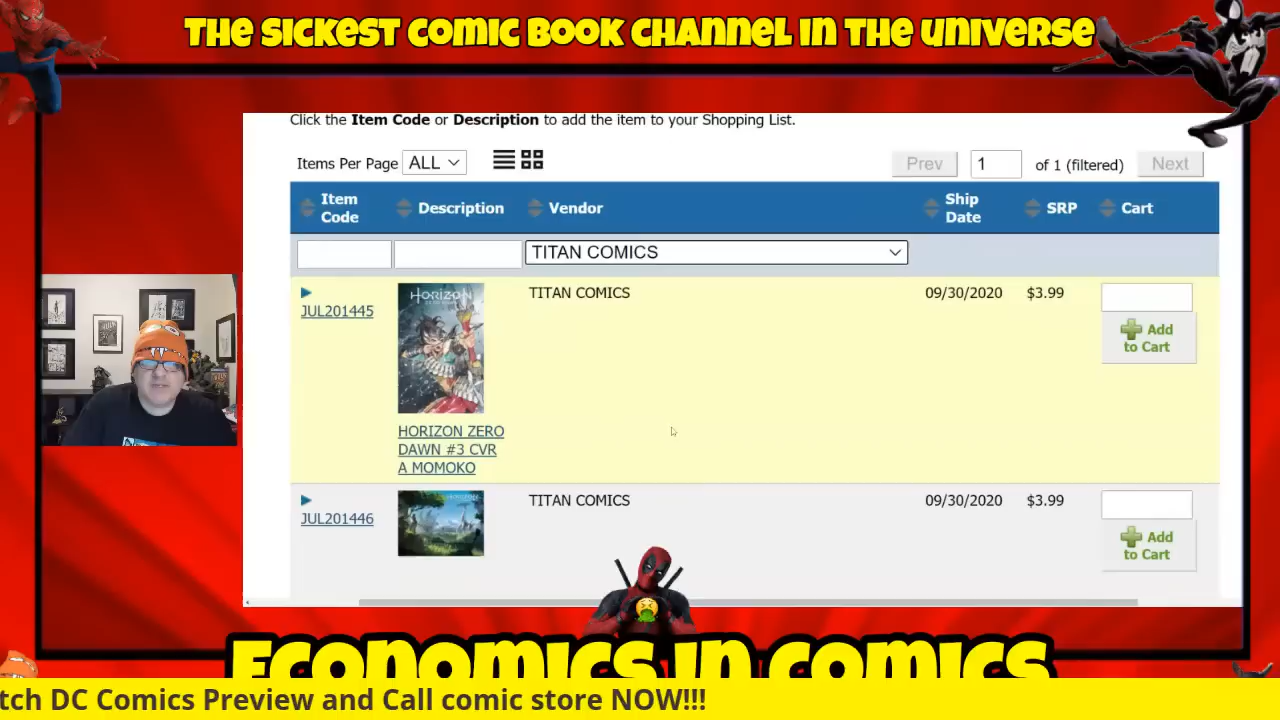 THE SICKEST COMIC BOOK CHANNEL IN THE UNIVERSE
Click the Item Code or Description to add the item to your Shopping List.
Items Per Page ALL
Prev 1 of 1 (filtered) Next
Item Code Description Vendor Ship Date SRP Cart
TITAN COMICS
JUL201445
HORIZON
TITAN COMICS 09/30/2020 $3.99
Add to Cart
HORIZON ZERO
DAWN #3 CVR
A MOMOKO
JUL201446
HORIZON
TITAN COMICS 09/30/2020 $3.99
Add to Cart
ECONOMICS IN COMICS
tch DC Comics Preview and Call comic store NOW!!!